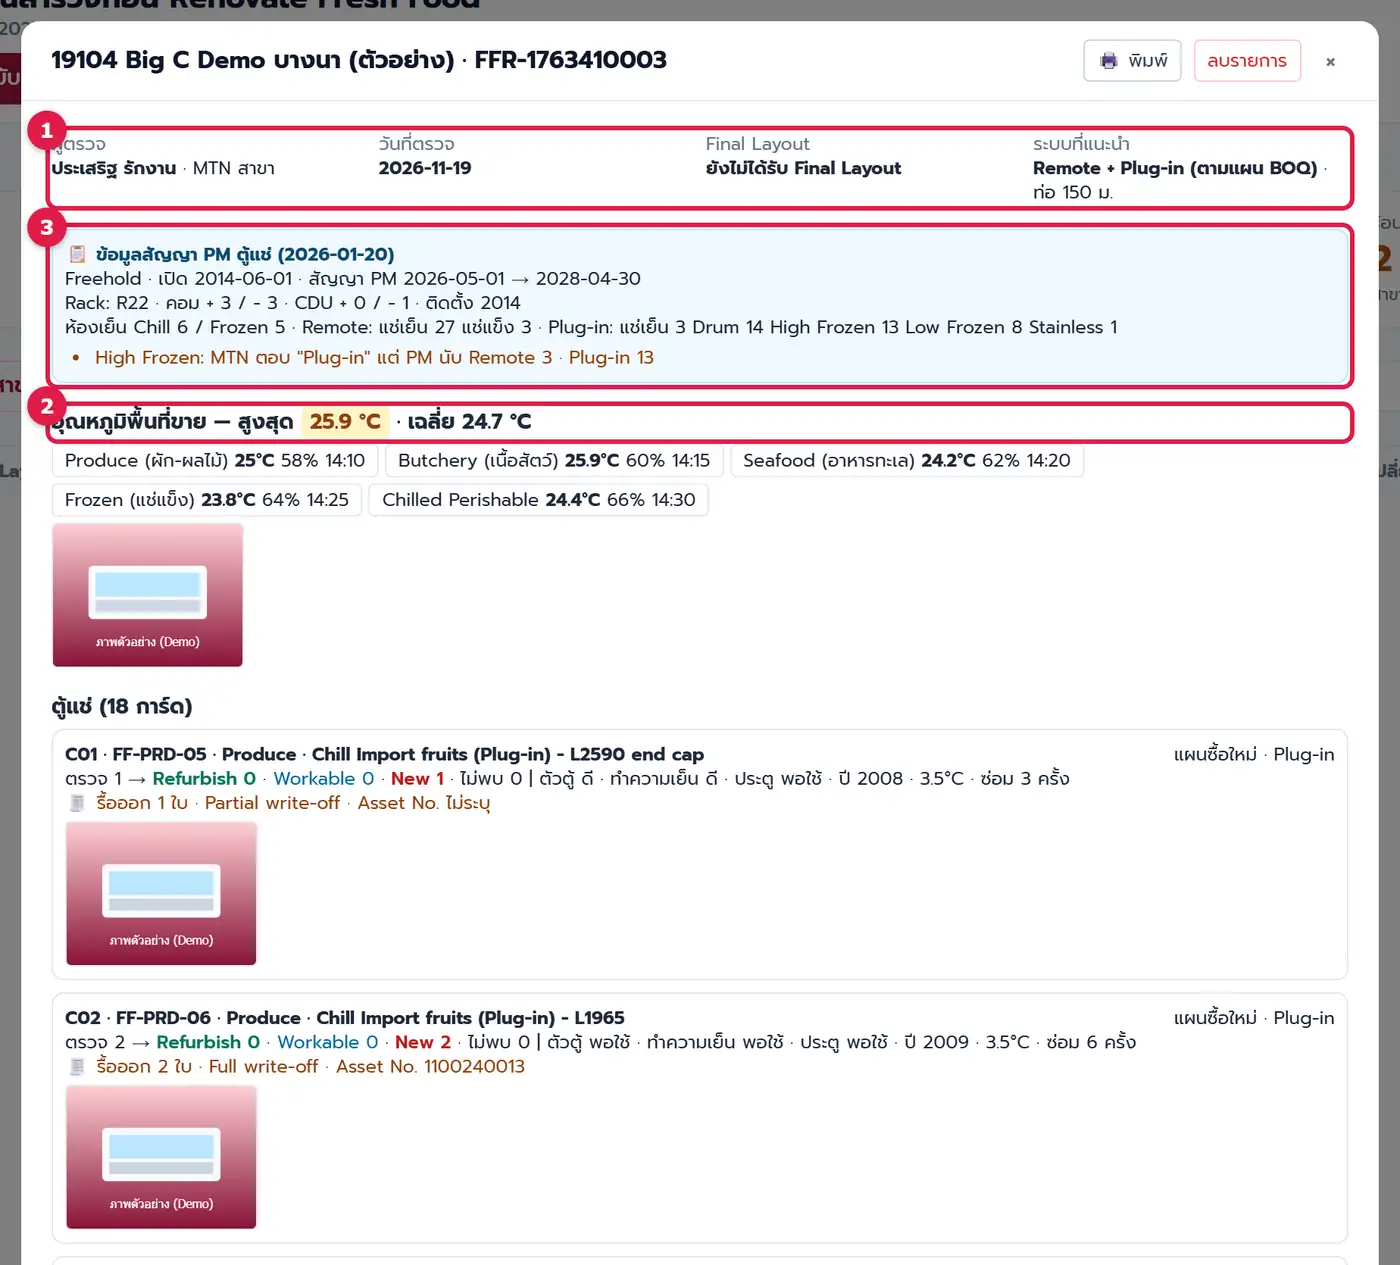 19104 Big C Demo บางนา (ตัวอย่าง) · FFR-1763410003
พิมพ์
ลบรายการ
×
1
วันที่ตรวจ
Final Layout
ระบบที่แนะนำ
ประเสริฐ รักงาน · MTN สาขา
2026-11-19
ยังไม่ได้รับ Final Layout
Remote + Plug-in (ตามแผน BOQ) ·
ท่อ 150 ม.
3
ข้อมูลสัญญา PM ตู้แช่ (2026-01-20)
Freehold · เปิด 2014-06-01 · สัญญา PM 2026-05-01 → 2028-04-30
Rack: R22 · คอม + 3 / - 3 · CDU + 0 / - 1 · ติดตั้ง 2014
ห้องเย็น Chill 6 / Frozen 5 · Remote: แช่เย็น 27 แช่แข็ง 3 · Plug-in: แช่เย็น 3 Drum 14 High Frozen 13 Low Frozen 8 Stainless 1
• High Frozen: MTN ตอบ "Plug-in" แต่ PM นับ Remote 3 · Plug-in 13
2
อุณหภูมิพื้นที่ขาย — สูงสุด 25.9 °C · เฉลี่ย 24.7 °C
Produce (ผัก-ผลไม้) 25°C 58% 14:10
Butchery (เนื้อสัตว์) 25.9°C 60% 14:15
Seafood (อาหารทะเล) 24.2°C 62% 14:20
Frozen (แช่แข็ง) 23.8°C 64% 14:25
Chilled Perishable 24.4°C 66% 14:30
ภาพตัวอย่าง (Demo)
ตู้แช่ (18 การ์ด)
C01 · FF-PRD-05 · Produce · Chill Import fruits (Plug-in) - L2590 end cap
แผนซื้อใหม่ · Plug-in
ตรวจ 1 → Refurbish 0 · Workable 0 · New 1 · ไม่พบ 0 | ตัวตู้ ดี · ทำความเย็น ดี · ประตู พอใช้ · ปี 2008 · 3.5°C · ซ่อม 3 ครั้ง
รื้อออก 1 ใบ · Partial write-off · Asset No. ไม่ระบุ
ภาพตัวอย่าง (Demo)
C02 · FF-PRD-06 · Produce · Chill Import fruits (Plug-in) - L1965
แผนซื้อใหม่ · Plug-in
ตรวจ 2 → Refurbish 0 · Workable 0 · New 2 · ไม่พบ 0 | ตัวตู้ พอใช้ · ทำความเย็น พอใช้ · ประตู พอใช้ · ปี 2009 · 3.5°C · ซ่อม 6 ครั้ง
รื้อออก 2 ใบ · Full write-off · Asset No. 1100240013
ภาพตัวอย่าง (Demo)